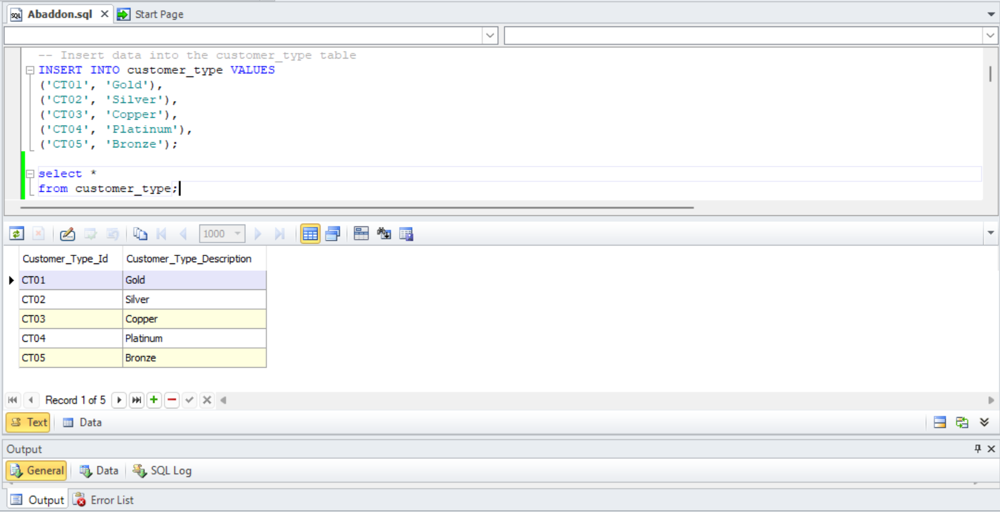 Abaddon.sql
Start Page
-- Insert data into the customer_type table
INSERT INTO customer_type VALUES
('CT01', 'Gold'),
('CT02', 'Silver'),
('CT03', 'Copper'),
('CT04', 'Platinum'),
('CT05', 'Bronze');
select *
from customer_type;
1000
Customer_Type_Id Customer_Type_Description
CT01 Gold
CT02 Silver
CT03 Copper
CT04 Platinum
CT05 Bronze
Record 1 of 5
Text Data
Output
General Data SQL Log
Output Error List